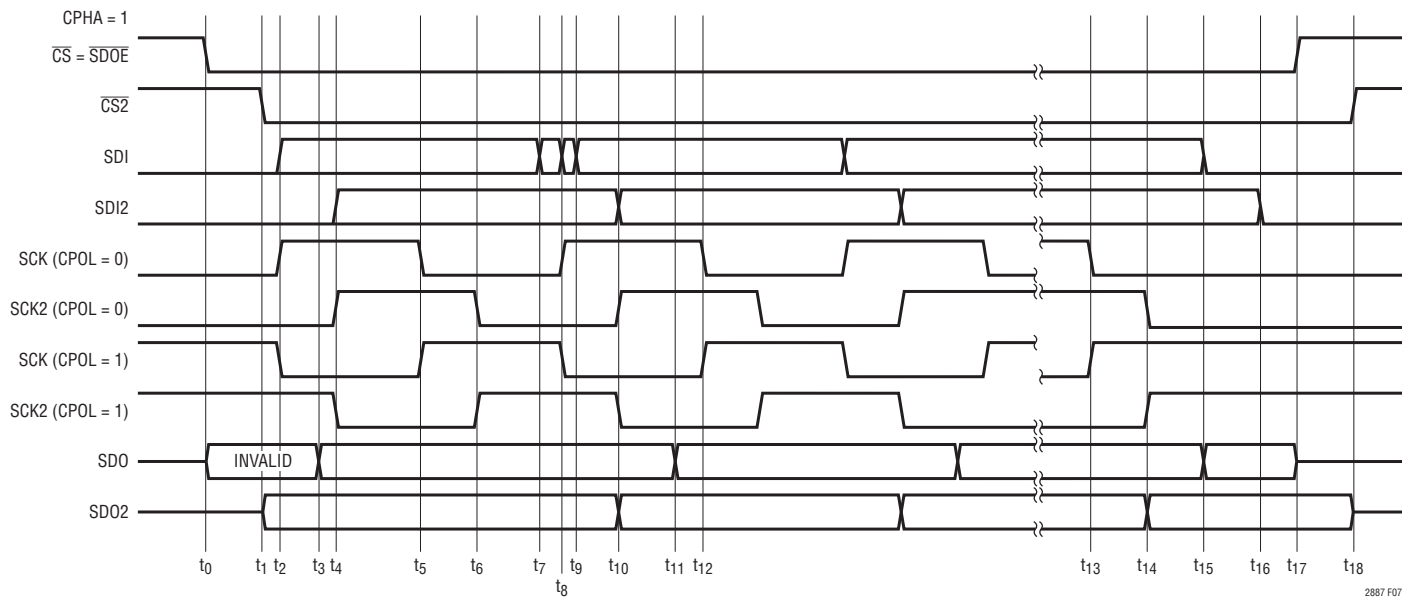 CPHA = 1
CS = SDOE
CS2
SDI
SDI2
SCK (CPOL = 0)
SCK2 (CPOL = 0)
SCK (CPOL = 1)
SCK2 (CPOL = 1)
SDO INVALID
SDO2
t0 t1 t2 t3 t4 t5 t6 t7 t8 t9 t10 t11 t12 t13 t14 t15 t16 t17 t18
2887 F07